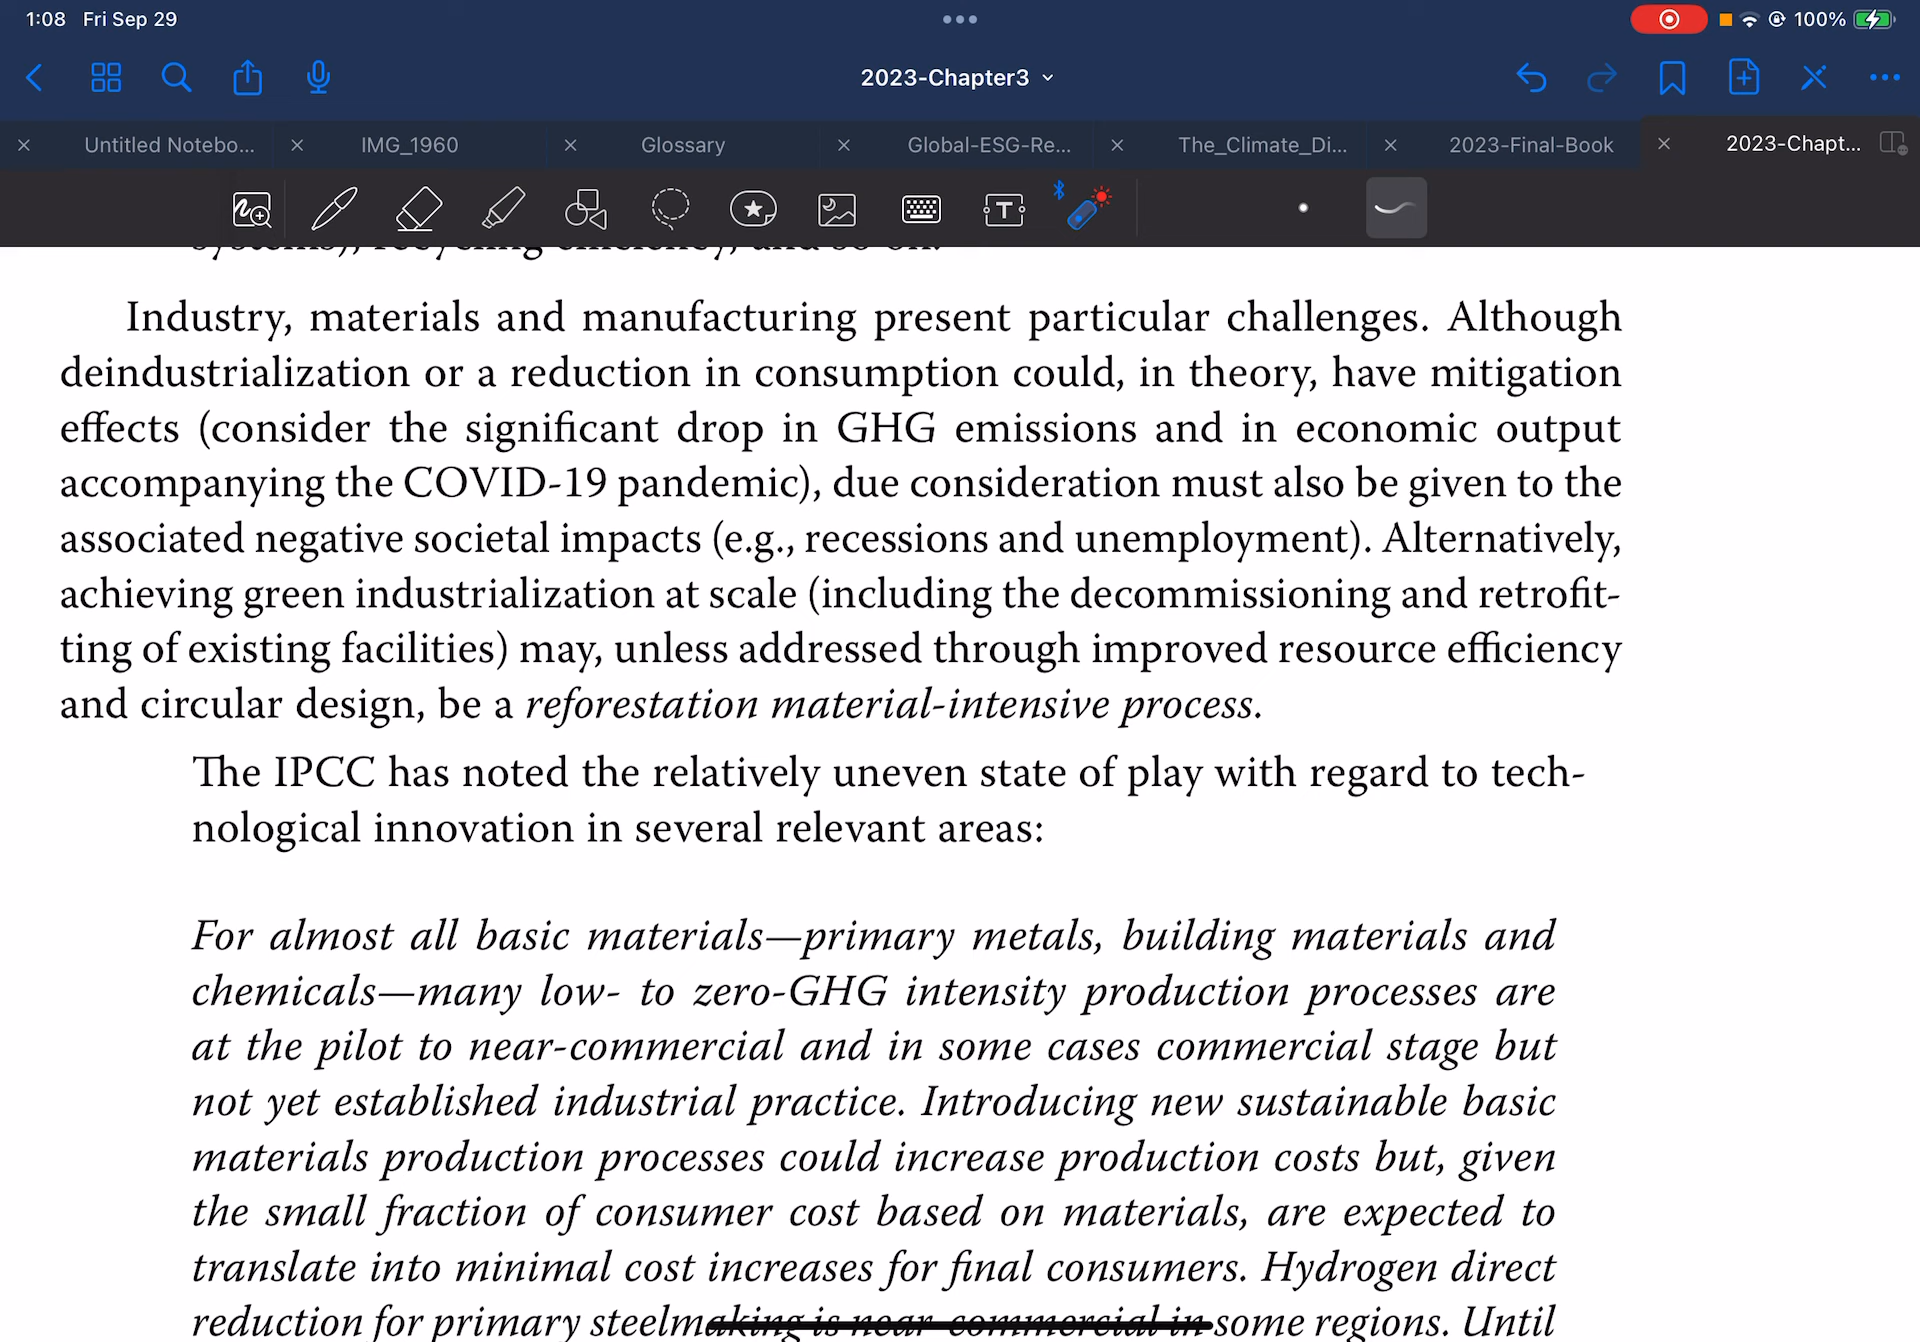 1:08 Fri Sep 29
100%
2023-Chapter3
Untitled Notebo...
IMG_1960
Glossary
Global-ESG-Re...
The_Climate_Di...
2023-Final-Book
2023-Chapt...
systems), recycling efficiency, and so on.
Industry, materials and manufacturing present particular challenges. Although
deindustrialization or a reduction in consumption could, in theory, have mitigation
effects (consider the significant drop in GHG emissions and in economic output
accompanying the COVID-19 pandemic), due consideration must also be given to the
associated negative societal impacts (e.g., recessions and unemployment). Alternatively,
achieving green industrialization at scale (including the decommissioning and retrofit-
ting of existing facilities) may, unless addressed through improved resource efficiency
and circular design, be a reforestation material-intensive process.
The IPCC has noted the relatively uneven state of play with regard to tech-
nological innovation in several relevant areas:
For almost all basic materials—primary metals, building materials and
chemicals—many low- to zero-GHG intensity production processes are
at the pilot to near-commercial and in some cases commercial stage but
not yet established industrial practice. Introducing new sustainable basic
materials production processes could increase production costs but, given
the small fraction of consumer cost based on materials, are expected to
translate into minimal cost increases for final consumers. Hydrogen direct
reduction for primary steelmaking is near-commercial in some regions. Until